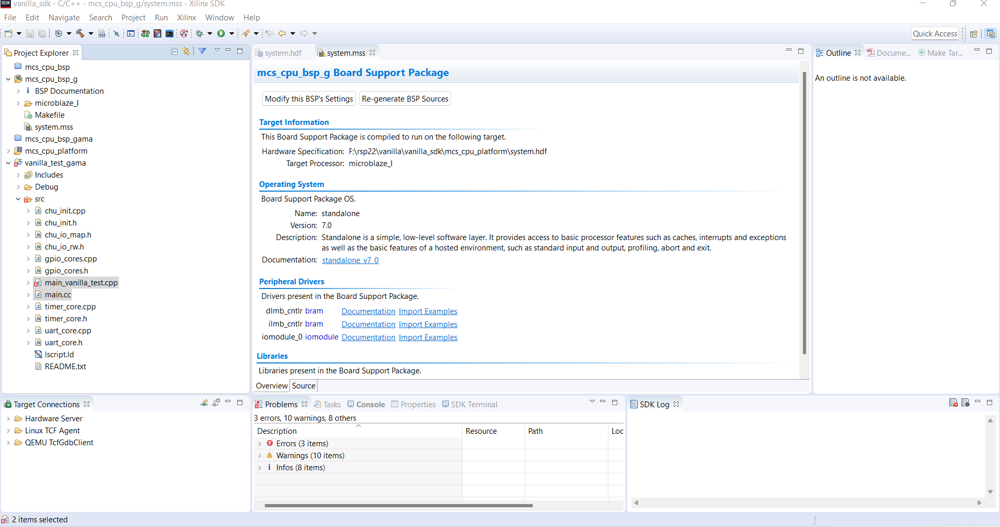 SDK vanilla_sdk - C/C++ - mcs_cpu_bsp_g/system.mss - Xilinx SDK
File Edit Navigate Search Project Run Xilinx Window Help
Quick Access
Project Explorer
mcs_cpu_bsp
mcs_cpu_bsp_g
BSP Documentation
microblaze_I
Makefile
system.mss
mcs_cpu_bsp_gama
mcs_cpu_platform
vanilla_test_gama
Includes
Debug
src
chu_init.cpp
chu_init.h
chu_io_map.h
chu_io_rw.h
gpio_cores.cpp
gpio_cores.h
main_vanilla_test.cpp
main.cc
timer_core.cpp
timer_core.h
uart_core.cpp
uart_core.h
lscript.ld
README.txt
system.hdf system.mss
mcs_cpu_bsp_g Board Support Package
Modify this BSP's Settings Re-generate BSP Sources
Target Information
This Board Support Package is compiled to run on the following target.
Hardware Specification: F:\rsp22\vanilla\vanilla_sdk\mcs_cpu_platform\system.hdf
Target Processor: microblaze_I
Operating System
Board Support Package OS.
Name: standalone
Version: 7.0
Description: Standalone is a simple, low-level software layer. It provides access to basic processor features such as caches, interrupts and exceptions
as well as the basic features of a hosted environment, such as standard input and output, profiling, abort and exit.
Documentation: standalone_v7_0
Peripheral Drivers
Drivers present in the Board Support Package.
dlmb_cntlr bram Documentation Import Examples
ilmb_cntlr bram Documentation Import Examples
iomodule_0 iomodule Documentation Import Examples
Libraries
Libraries present in the Board Support Package.
Overview Source
Outline Docume... Make Tar...
An outline is not available.
Target Connections
Hardware Server
Linux TCF Agent
QEMU TcfGdbClient
Problems Tasks Console Properties SDK Terminal
3 errors, 10 warnings, 8 others
Description Resource Path Loc
Errors (3 items)
Warnings (10 items)
Infos (8 items)
SDK Log
2 items selected